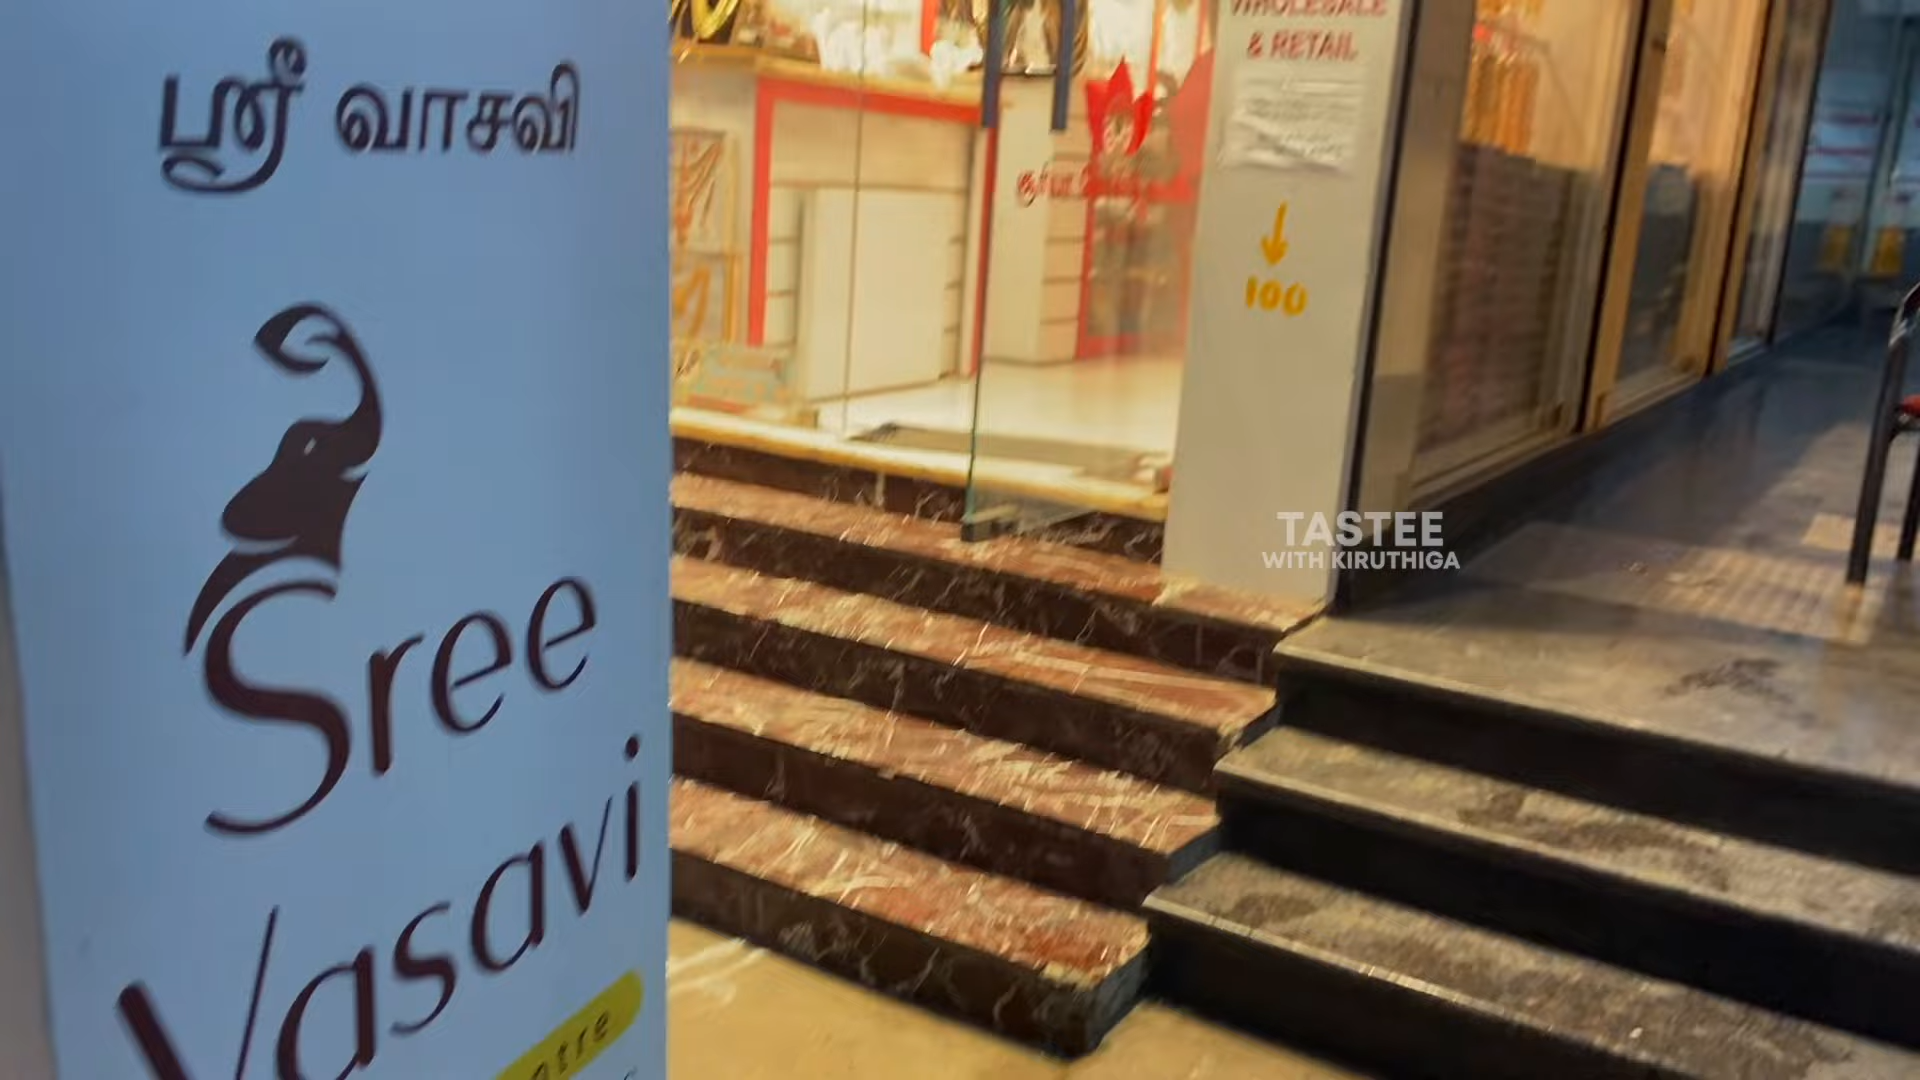 ஸ்ரீ வாசவி
Sree
Vasavi
WHOLESALE
& RETAIL
100
TASTEE
WITH KIRUTHIGA